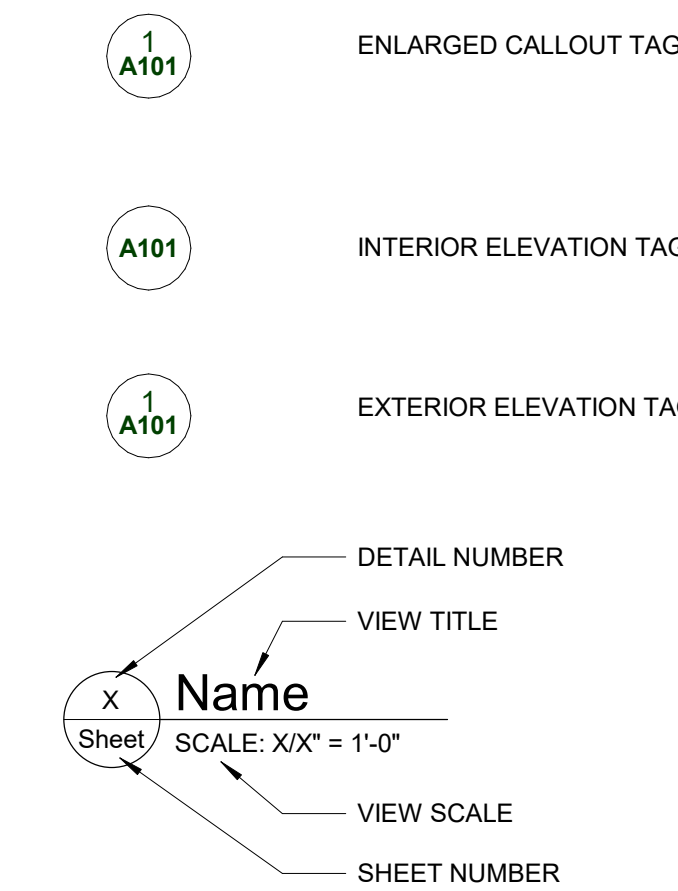 1
A101
ENLARGED CALLOUT TAG
A101
INTERIOR ELEVATION TAG
1
A101
EXTERIOR ELEVATION TAG
DETAIL NUMBER
VIEW TITLE
X
Name
Sheet
SCALE: X/X" = 1'-0"
VIEW SCALE
SHEET NUMBER